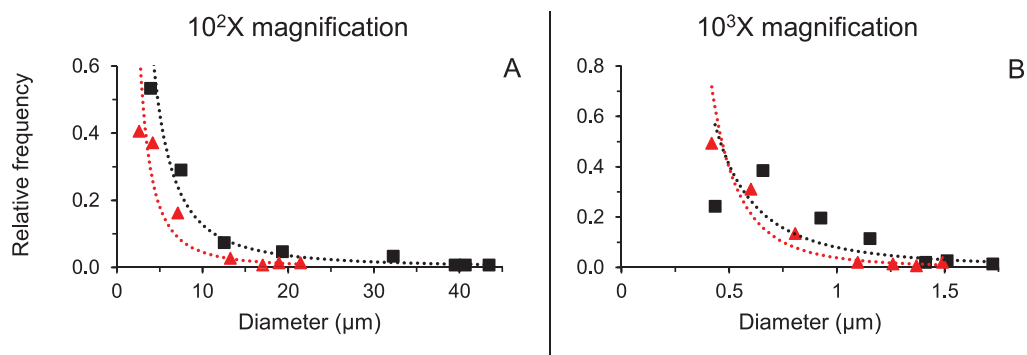 10²X magnification
A
Relative frequency
0.6
0.4
0.2
0.0
0 10 20 30 40
Diameter (µm)
10³X magnification
B
0.8
0.6
0.4
0.2
0.0
0 0.5 1 1.5
Diameter (µm)